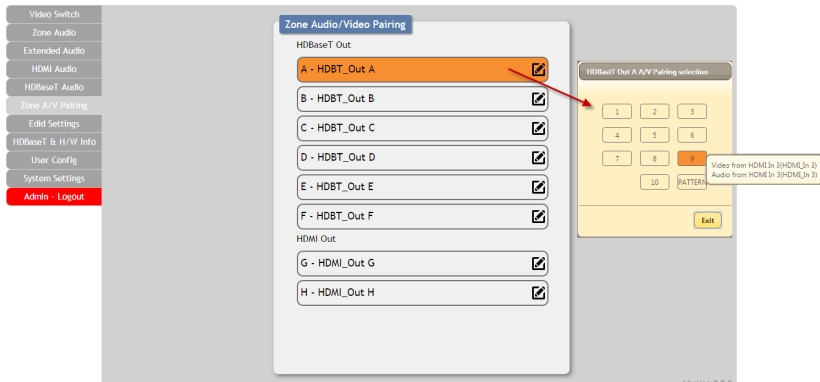 Video Switch
Zone Audio
Extended Audio
HDMI Audio
HDBaseT Audio
Zone A/V Pairing
Edid Settings
HDBaseT & H/W Info
User Config
System Settings
Admin - Logout
Zone Audio/Video Pairing
HDBaseT Out
A - HDBT_Out A
B - HDBT_Out B
C - HDBT_Out C
D - HDBT_Out D
E - HDBT_Out E
F - HDBT_Out F
HDMI Out
G - HDMI_Out G
H - HDMI_Out H
HDBastT Out A A/V Pairing selection
1 2 3
4 5 6
7 8 9
10 PATTERN
Video from HDMI In 3(HDMI_In 3)
Audio from HDMI In 3(HDMI_In 3)
Exit